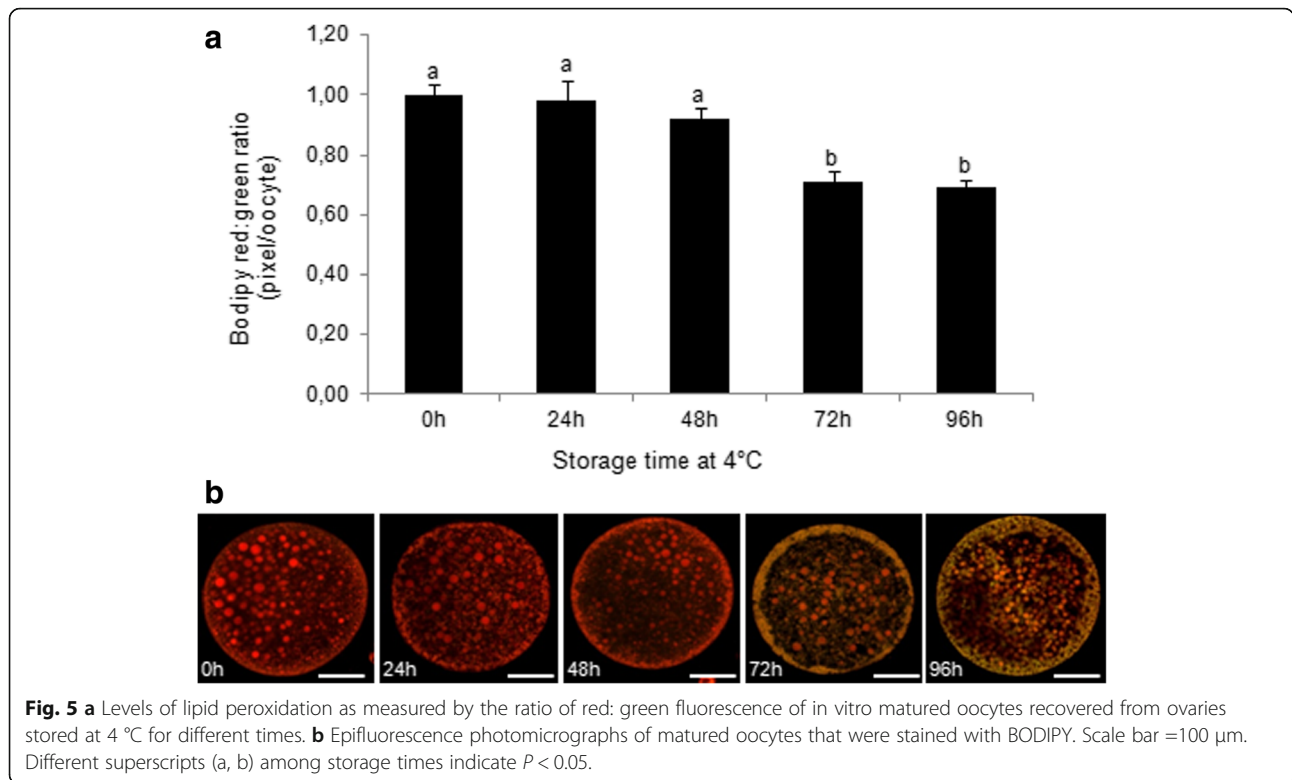 a
1,20
1,00
0,80
0,60
0,40
0,20
0,00
Bodipy red:green ratio
(pixel/oocyte)
a
a
a
b
b
0h
24h
48h
72h
96h
Storage time at 4°C
b
0h
24h
48h
72h
96h
Fig. 5 a Levels of lipid peroxidation as measured by the ratio of red: green fluorescence of in vitro matured oocytes recovered from ovaries
stored at 4 °C for different times. b Epifluorescence photomicrographs of matured oocytes that were stained with BODIPY. Scale bar =100 μm.
Different superscripts (a, b) among storage times indicate P < 0.05.